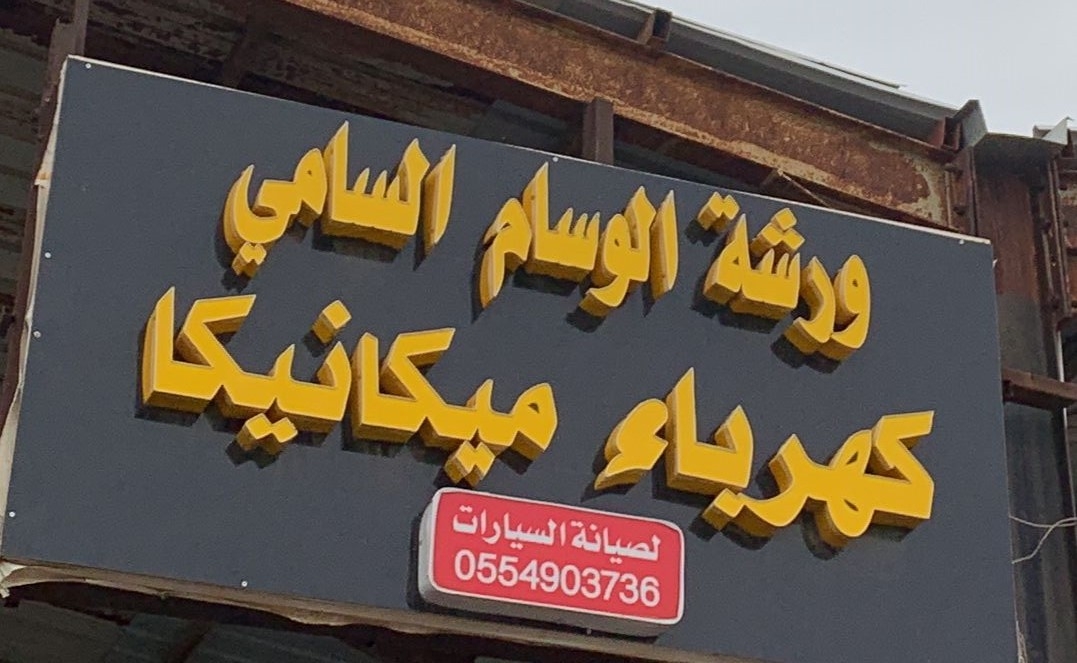 ورشة الوسام السامي
كهرباء ميكانيكا
لصيانة السيارات
0554903736